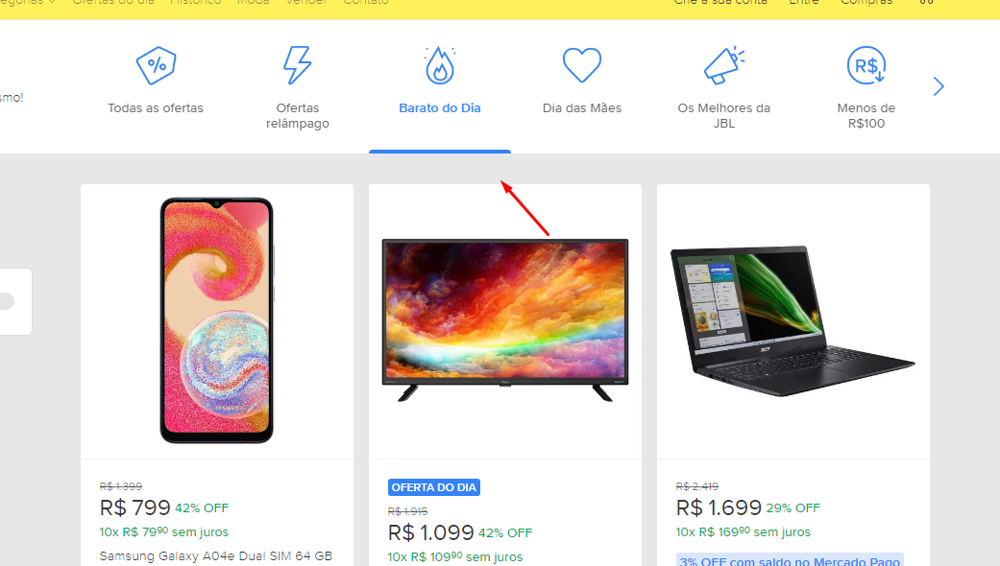 egorias Ofertas do dia Histórico Moda Vender Contato Crie a sua conta Entre Compras
smo!
Todas as ofertas
Ofertas
relâmpago
Barato do Dia
Dia das Mães
Os Melhores da
JBL
R$
Menos de
R$100
acer
R$ 1.399
R$ 799 42% OFF
10x R$ 79⁹⁰ sem juros
Samsung Galaxy A04e Dual SIM 64 GB
OFERTA DO DIA
R$ 1.915
R$ 1.099 42% OFF
10x R$ 109⁹⁰ sem juros
R$ 2.419
R$ 1.699 29% OFF
10x R$ 169⁹⁰ sem juros
3% OFF com saldo no Mercado Pago